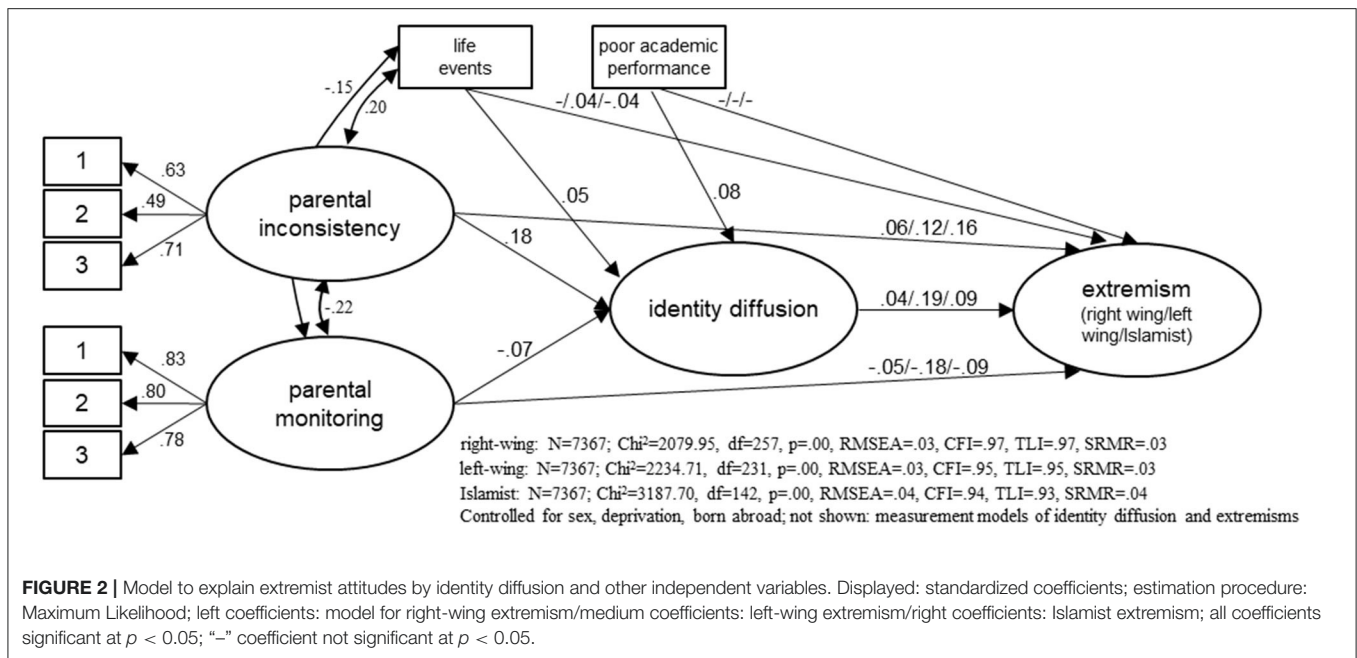 life
events
poor academic
performance
-.15
.20
-/.04/-.04
-/-/-
1
.63
2
.49
3
.71
parental
inconsistency
.05
.08
.18
.06/.12/.16
identity diffusion
.04/.19/.09
extremism
(right wing/left
wing/Islamist)
-.22
-.07
-.05/-.18/-.09
1
.83
2
.80
3
.78
parental
monitoring
right-wing: N=7367; Chi²=2079.95, df=257, p=.00, RMSEA=.03, CFI=.97, TLI=.97, SRMR=.03
left-wing: N=7367; Chi²=2234.71, df=231, p=.00, RMSEA=.03, CFI=.95, TLI=.95, SRMR=.03
Islamist: N=7367; Chi²=3187.70, df=142, p=.00, RMSEA=.04, CFI=.94, TLI=.93, SRMR=.04
Controlled for sex, deprivation, born abroad; not shown: measurement models of identity diffusion and extremisms
FIGURE 2 | Model to explain extremist attitudes by identity diffusion and other independent variables. Displayed: standardized coefficients; estimation procedure:
Maximum Likelihood; left coefficients: model for right-wing extremism/medium coefficients: left-wing extremism/right coefficients: Islamist extremism; all coefficients
significant at p < 0.05; “–” coefficient not significant at p < 0.05.